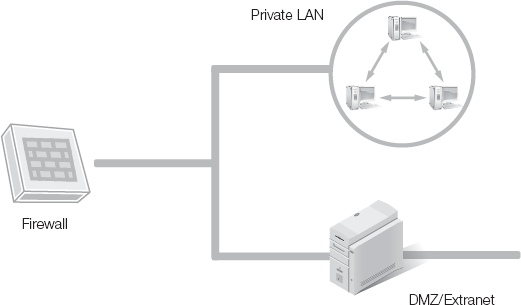 Private LAN
Firewall
DMZ/Extranet